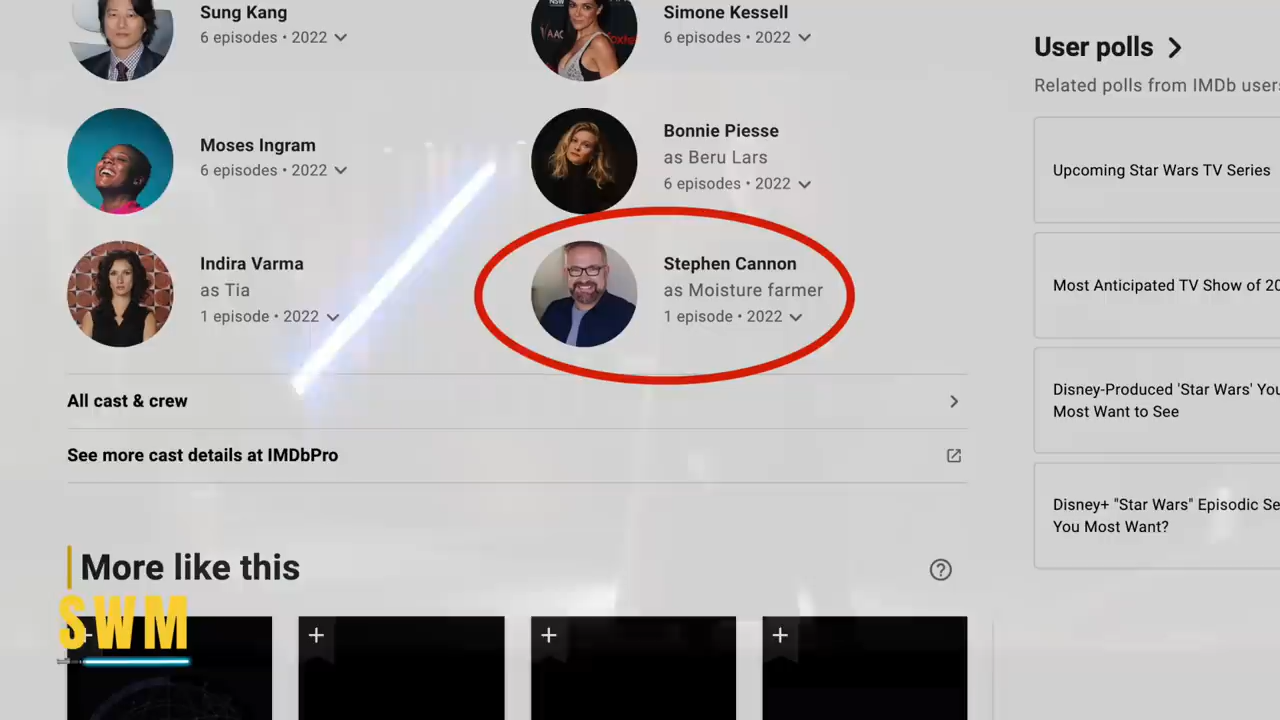 Sung Kang
6 episodes • 2022
Simone Kessell
6 episodes • 2022
Moses Ingram
6 episodes • 2022
Bonnie Piesse
as Beru Lars
6 episodes • 2022
Indira Varma
as Tia
1 episode • 2022
Stephen Cannon
as Moisture farmer
1 episode • 2022
All cast & crew
See more cast details at IMDbPro
More like this
SWM
User polls
Related polls from IMDb users
Upcoming Star Wars TV Series
Most Anticipated TV Show of 20
Disney-Produced 'Star Wars' You
Most Want to See
Disney+ "Star Wars" Episodic Se
You Most Want?